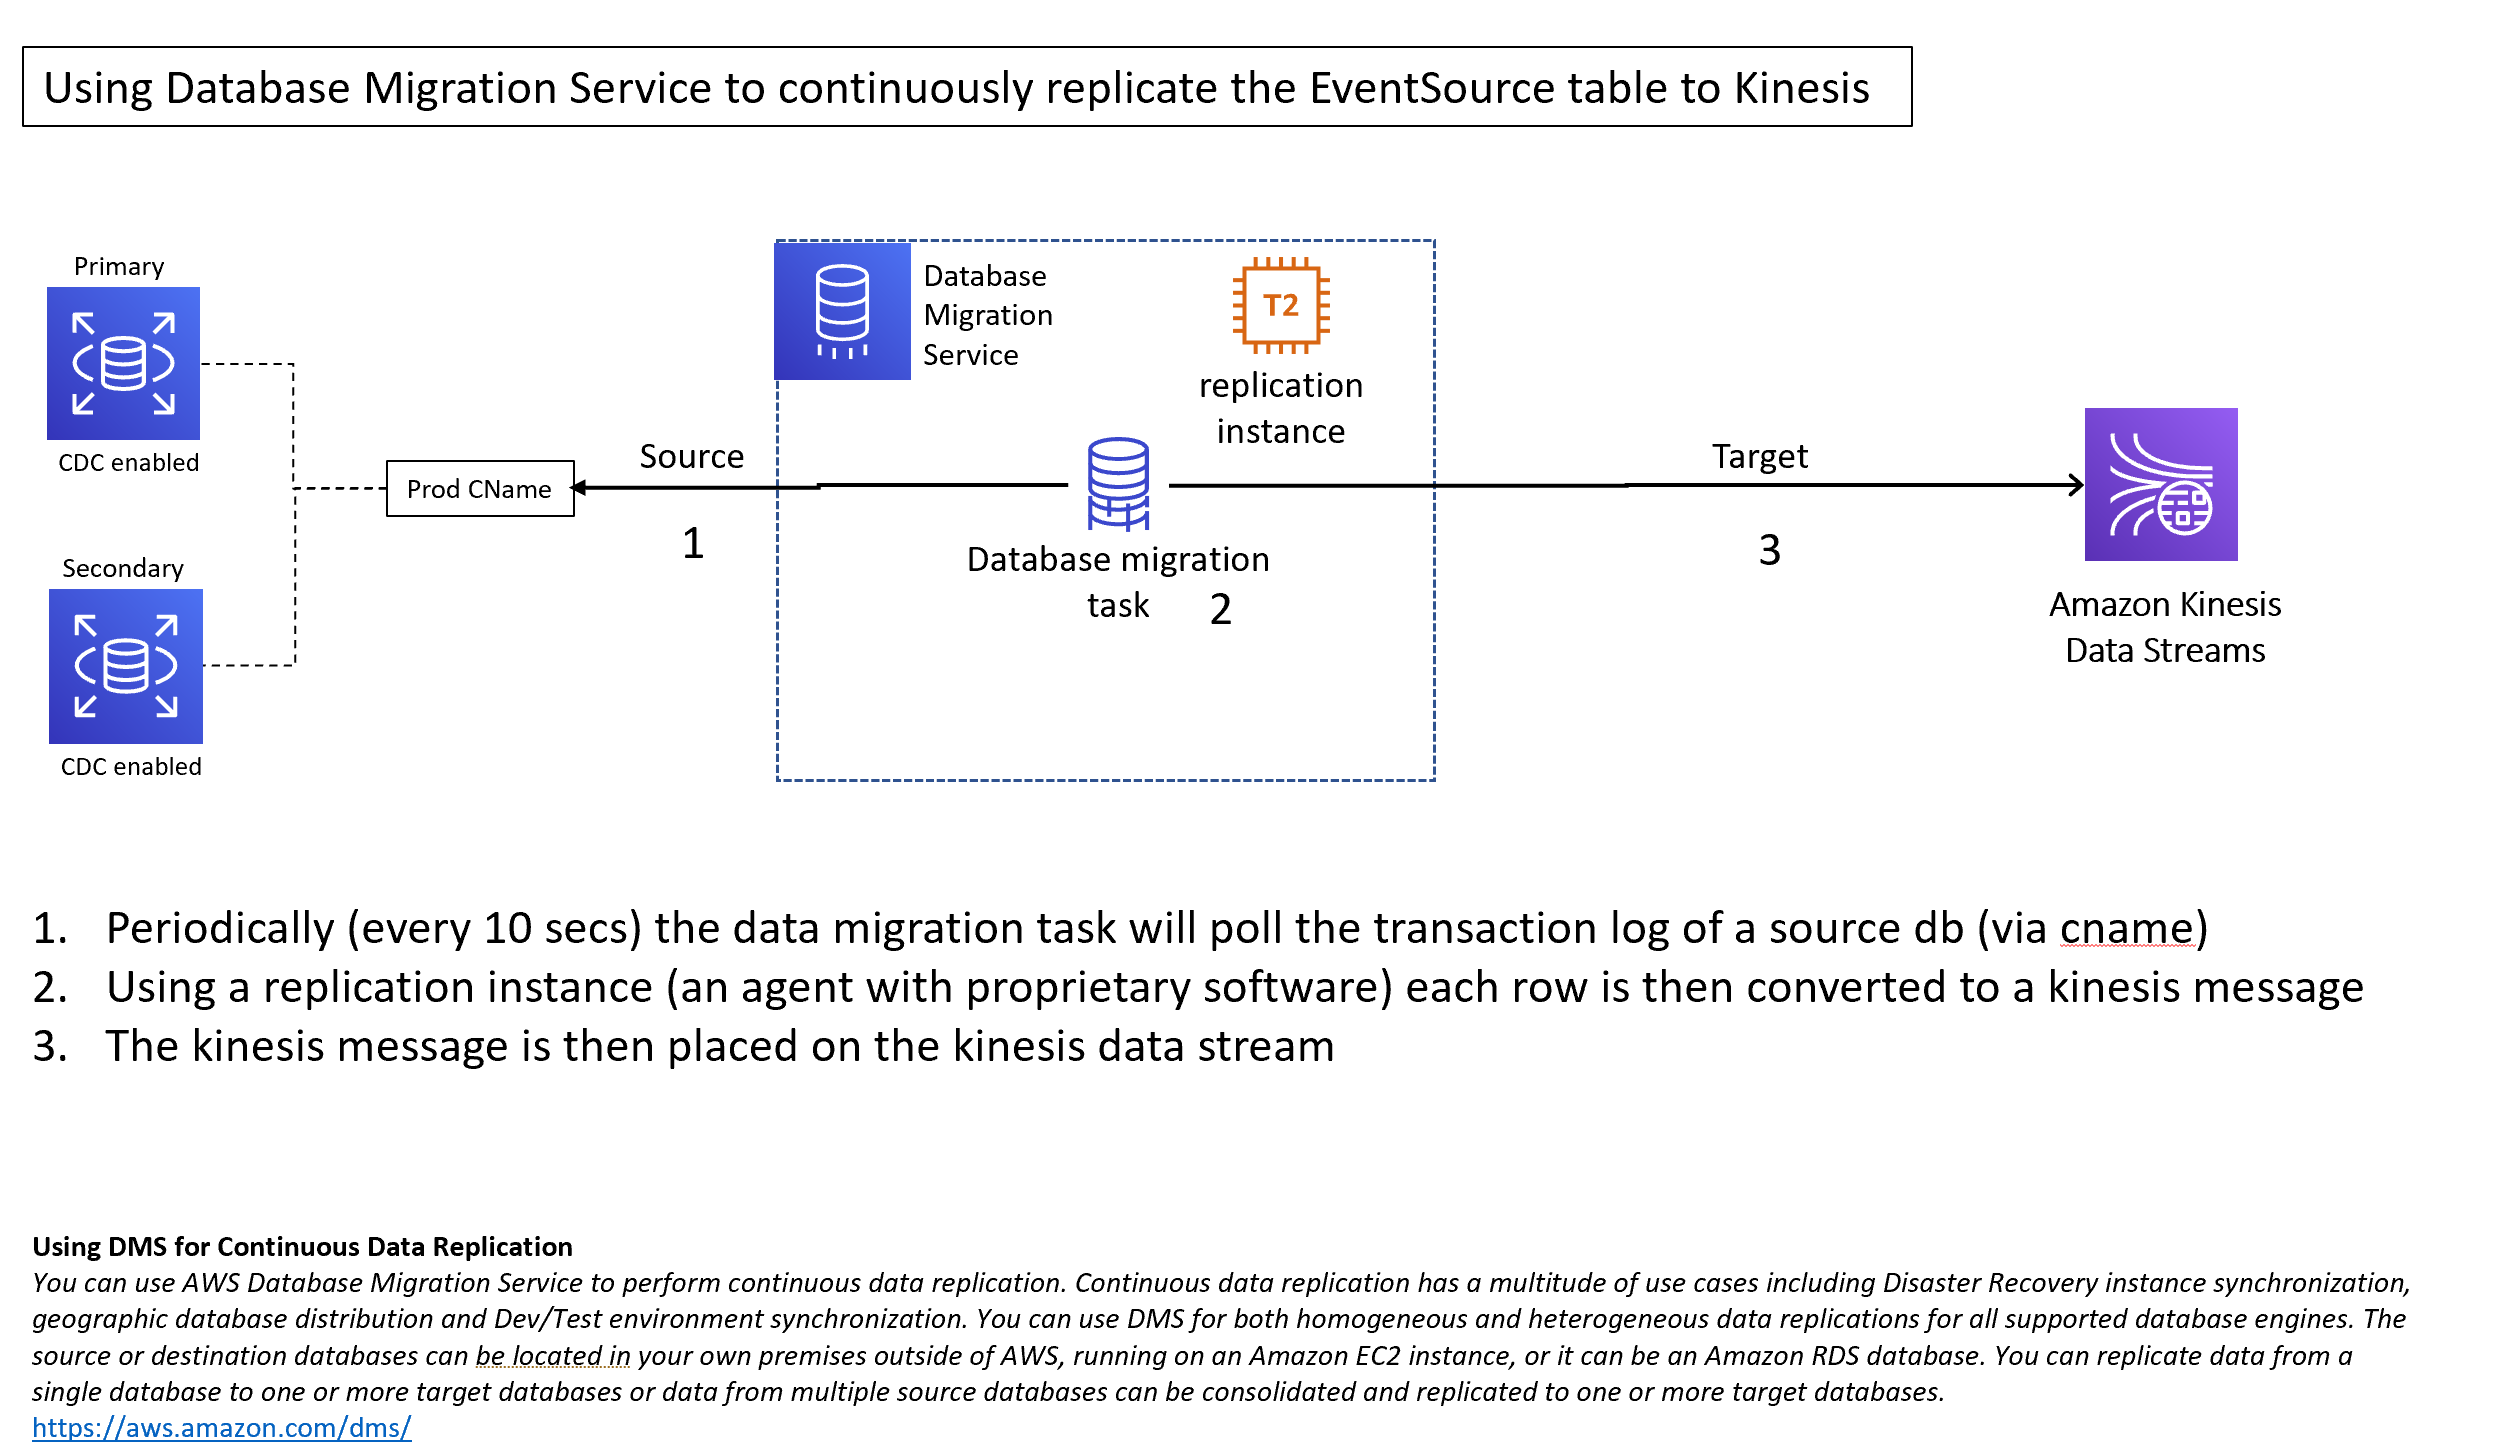 Using Database Migration Service to continuously replicate the EventSource table to Kinesis
Primary
CDC enabled
Secondary
CDC enabled
Prod CName
Source
1
Database
Migration
Service
T2
replication
instance
Database migration
task
2
Target
3
Amazon Kinesis
Data Streams
1. Periodically (every 10 secs) the data migration task will poll the transaction log of a source db (via cname)
2. Using a replication instance (an agent with proprietary software) each row is then converted to a kinesis message
3. The kinesis message is then placed on the kinesis data stream
Using DMS for Continuous Data Replication
You can use AWS Database Migration Service to perform continuous data replication. Continuous data replication has a multitude of use cases including Disaster Recovery instance synchronization,
geographic database distribution and Dev/Test environment synchronization. You can use DMS for both homogeneous and heterogeneous data replications for all supported database engines. The
source or destination databases can be located in your own premises outside of AWS, running on an Amazon EC2 instance, or it can be an Amazon RDS database. You can replicate data from a
single database to one or more target databases or data from multiple source databases can be consolidated and replicated to one or more target databases.
https://aws.amazon.com/dms/